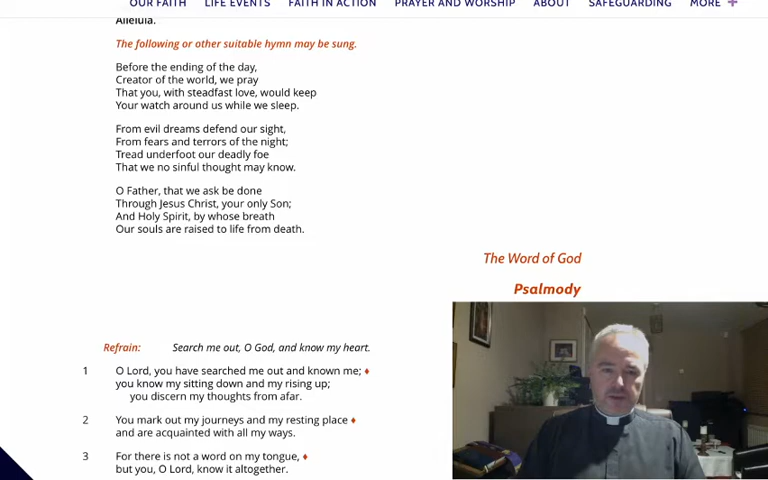 OUR FAITH LIFE EVENTS FAITH IN ACTION PRAYER AND WORSHIP ABOUT SAFEGUARDING MORE +
Alleluia.
The following or other suitable hymn may be sung.
Before the ending of the day,
Creator of the world, we pray
That you, with steadfast love, would keep
Your watch around us while we sleep.
From evil dreams defend our sight,
From fears and terrors of the night;
Tread underfoot our deadly foe
That we no sinful thought may know.
O Father, that we ask be done
Through Jesus Christ, your only Son;
And Holy Spirit, by whose breath
Our souls are raised to life from death.
The Word of God
Psalmody
Refrain: Search me out, O God, and know my heart.
1 O Lord, you have searched me out and known me; ♦
you know my sitting down and my rising up;
you discern my thoughts from afar.
2 You mark out my journeys and my resting place ♦
and are acquainted with all my ways.
3 For there is not a word on my tongue, ♦
but you, O Lord, know it altogether.